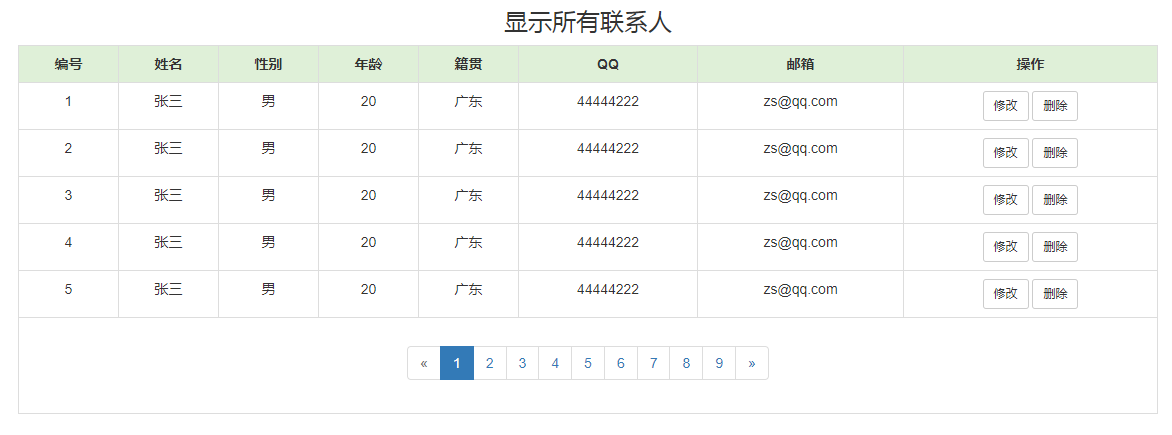 显示所有联系人
编号 姓名 性别 年龄 籍贯 QQ 邮箱 操作
1 张三 男 20 广东 44444222 zs@qq.com 修改 删除
2 张三 男 20 广东 44444222 zs@qq.com 修改 删除
3 张三 男 20 广东 44444222 zs@qq.com 修改 删除
4 张三 男 20 广东 44444222 zs@qq.com 修改 删除
5 张三 男 20 广东 44444222 zs@qq.com 修改 删除
« 1 2 3 4 5 6 7 8 9 »